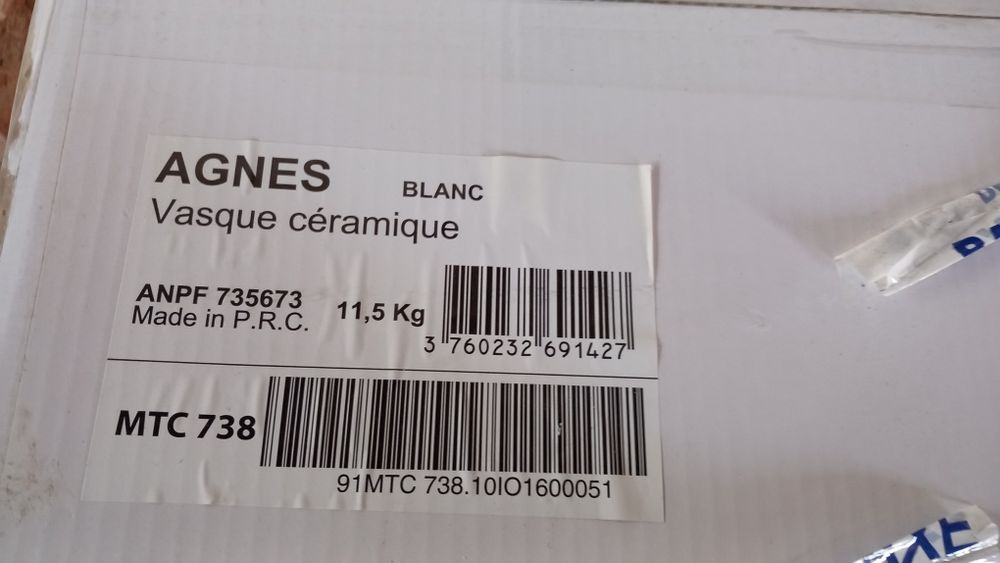 AGNES BLANC
Vasque céramique
ANPF 735673
Made in P.R.C.
11,5 Kg
3 760232 691427
MTC 738
91MTC 738.10IO1600051